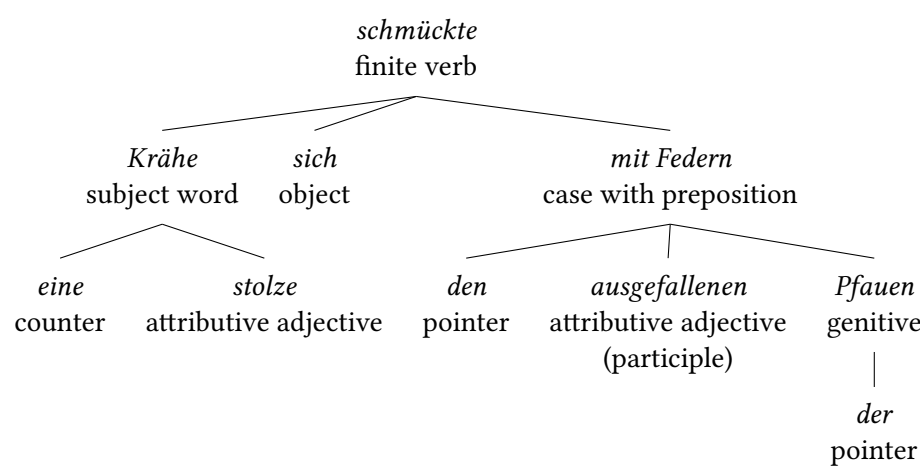 schmückte
finite verb
Krähe sich mit Federn
subject word object case with preposition
eine stolze den ausgefallenen Pfauen
counter attributive adjective pointer attributive adjective genitive
(participle)
der
pointer